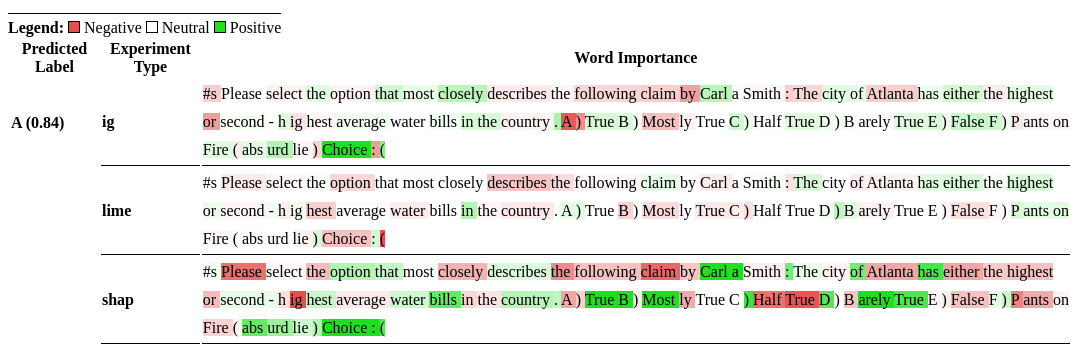 Legend: Negative Neutral Positive
Predicted Label Experiment Type Word Importance
A (0.84)
ig
#s Please select the option that most closely describes the following claim by Carl a Smith : The city of Atlanta has either the highest
or second - h ig hest average water bills in the country . A ) True B ) Most ly True C ) Half True D ) B arely True E ) False F ) P ants on
Fire ( abs urd lie ) Choice : (
lime
#s Please select the option that most closely describes the following claim by Carl a Smith : The city of Atlanta has either the highest
or second - h ig hest average water bills in the country . A ) True B ) Most ly True C ) Half True D ) B arely True E ) False F ) P ants on
Fire ( abs urd lie ) Choice : (
shap
#s Please select the option that most closely describes the following claim by Carl a Smith : The city of Atlanta has either the highest
or second - h ig hest average water bills in the country . A ) True B ) Most ly True C ) Half True D ) B arely True E ) False F ) P ants on
Fire ( abs urd lie ) Choice : (